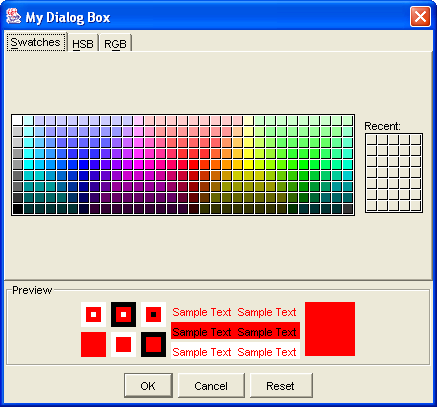 My Dialog Box
Swatches HSB RGB
Recent:
Preview
Sample Text Sample Text
Sample Text Sample Text
Sample Text Sample Text
OK Cancel Reset